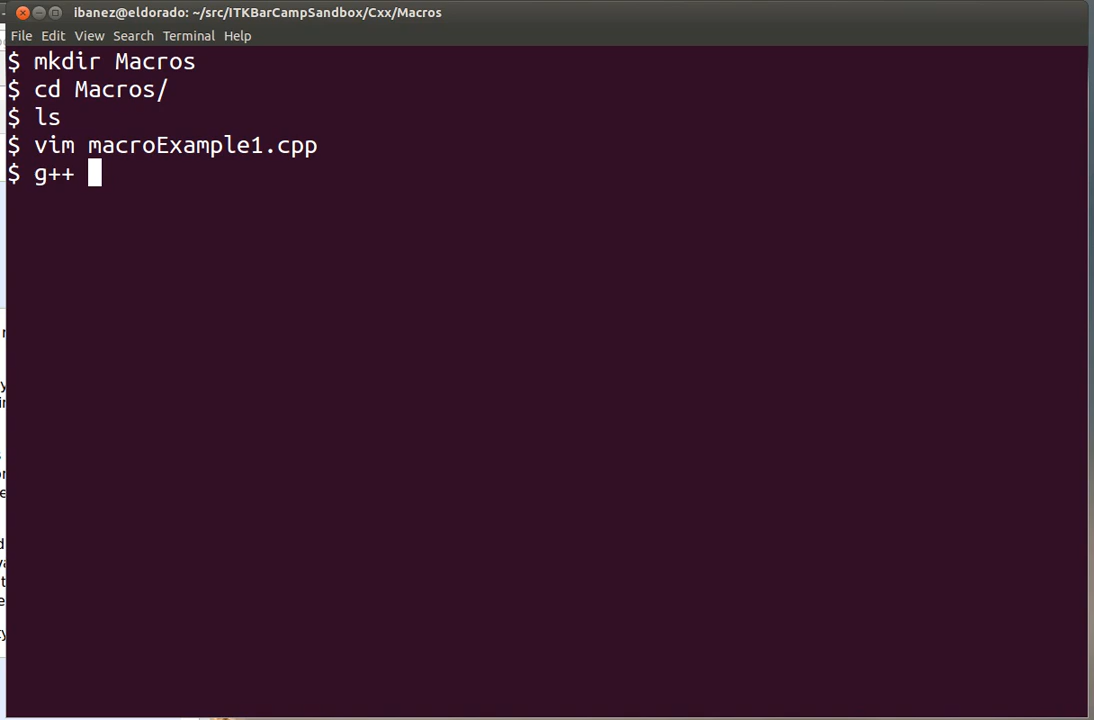 ibanez@eldorado: ~/src/ITKBarCampSandbox/Cxx/Macros
File Edit View Search Terminal Help
$ mkdir Macros
$ cd Macros/
$ ls
$ vim macroExample1.cpp
$ g++